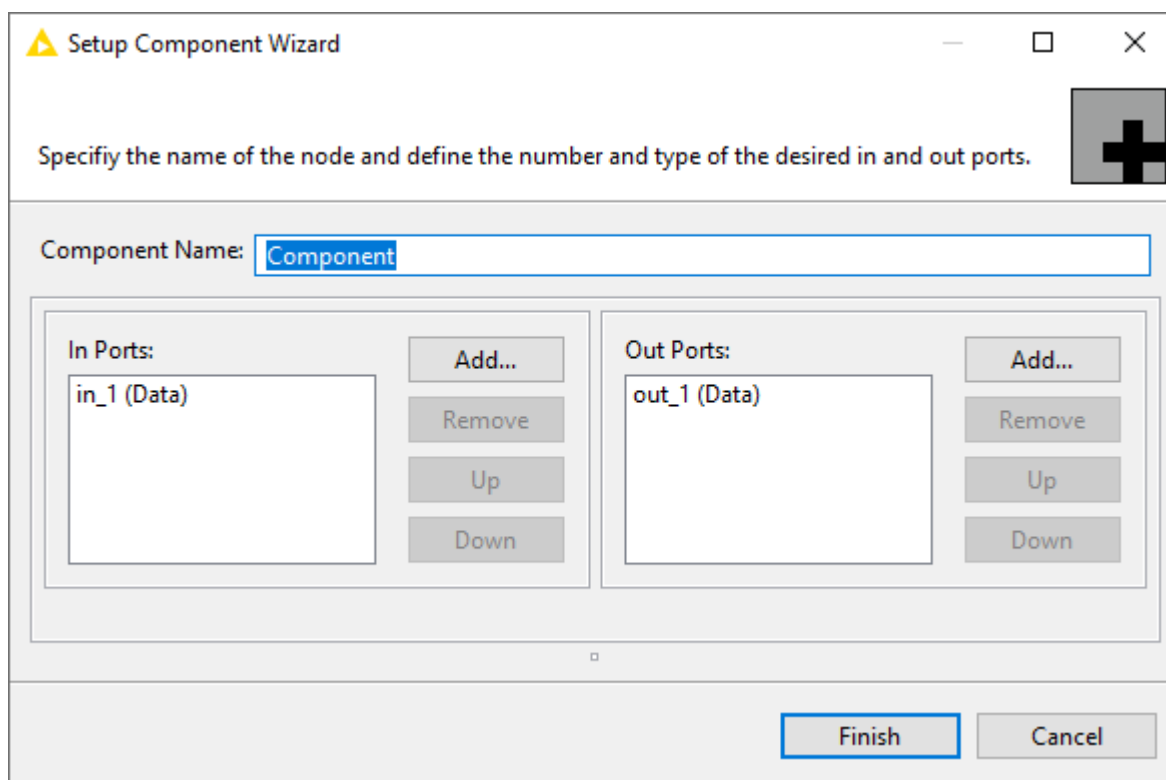 Setup Component Wizard
Specifiy the name of the node and define the number and type of the desired in and out ports.
Component Name: Component
In Ports:
Add...
in_1 (Data)
Remove
Up
Down
Out Ports:
Add...
out_1 (Data)
Remove
Up
Down
Finish
Cancel